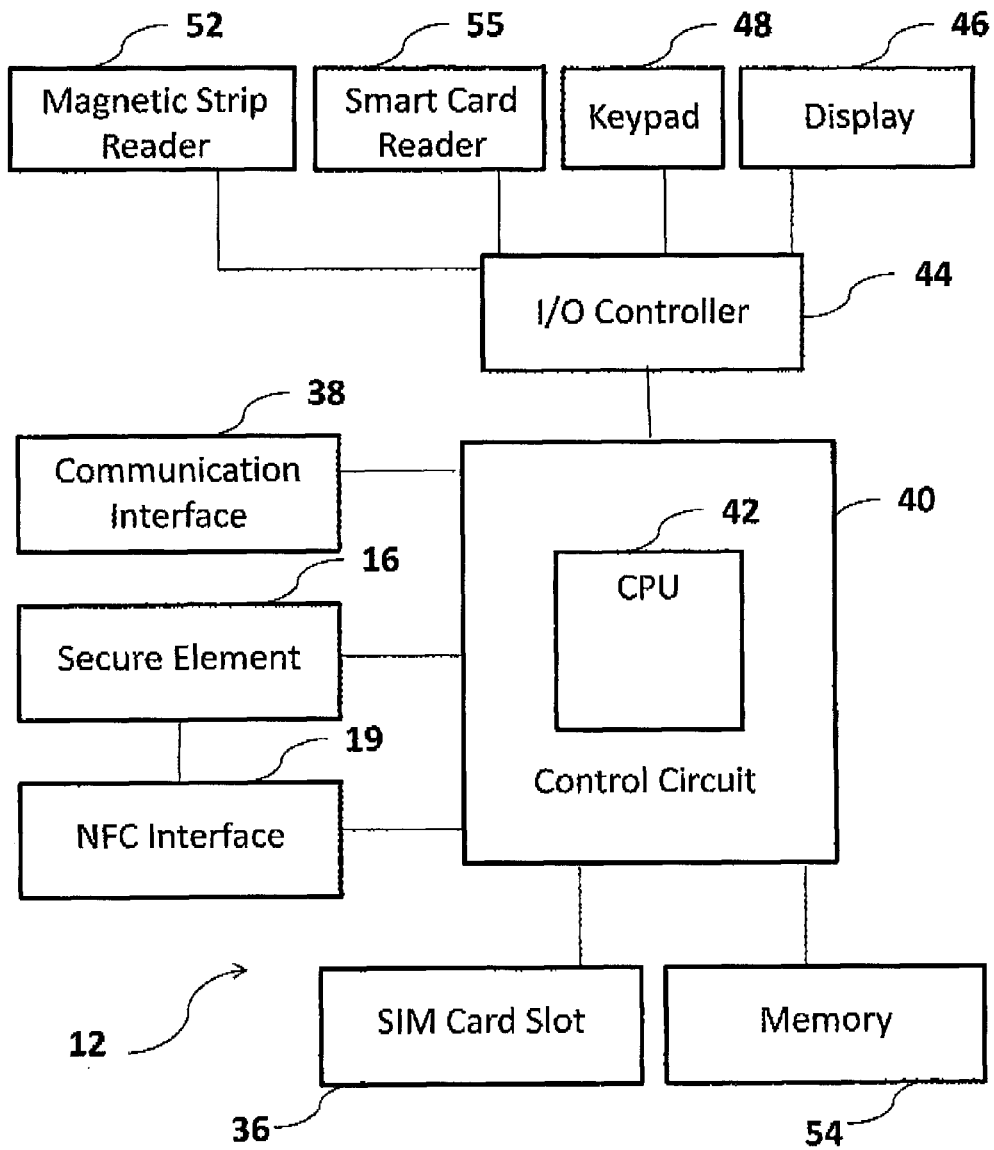 52
55
48
46
Magnetic Strip
Reader
Smart Card
Reader
Keypad
Display
44
I/O Controller
38
Communication
Interface
40
42
CPU
16
Secure Element
19
NFC Interface
Control Circuit
12
SIM Card Slot
Memory
36
54